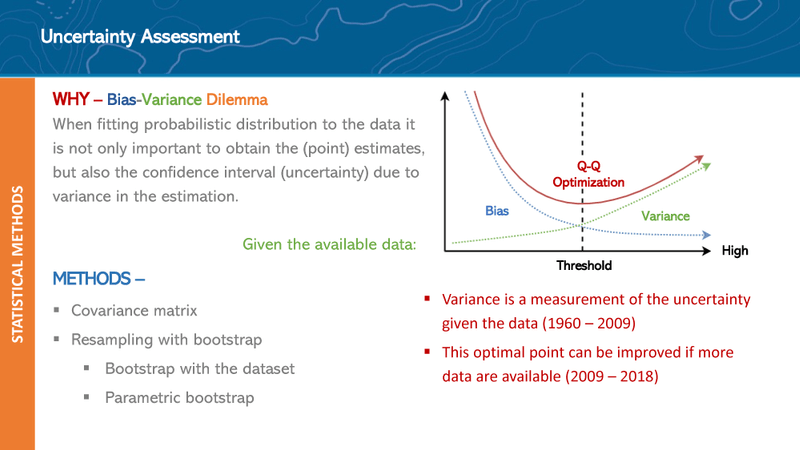 Uncertainty Assessment
STATISTICAL METHODS
WHY – Bias-Variance Dilemma
When fitting probabilistic distribution to the data it
is not only important to obtain the (point) estimates,
but also the confidence interval (uncertainty) due to
variance in the estimation.
Given the available data:
METHODS –
▪ Covariance matrix
▪ Resampling with bootstrap
▪ Bootstrap with the dataset
▪ Parametric bootstrap
Q-Q
Optimization
Bias
Variance
High
Threshold
▪ Variance is a measurement of the uncertainty
given the data (1960 – 2009)
▪ This optimal point can be improved if more
data are available (2009 – 2018)